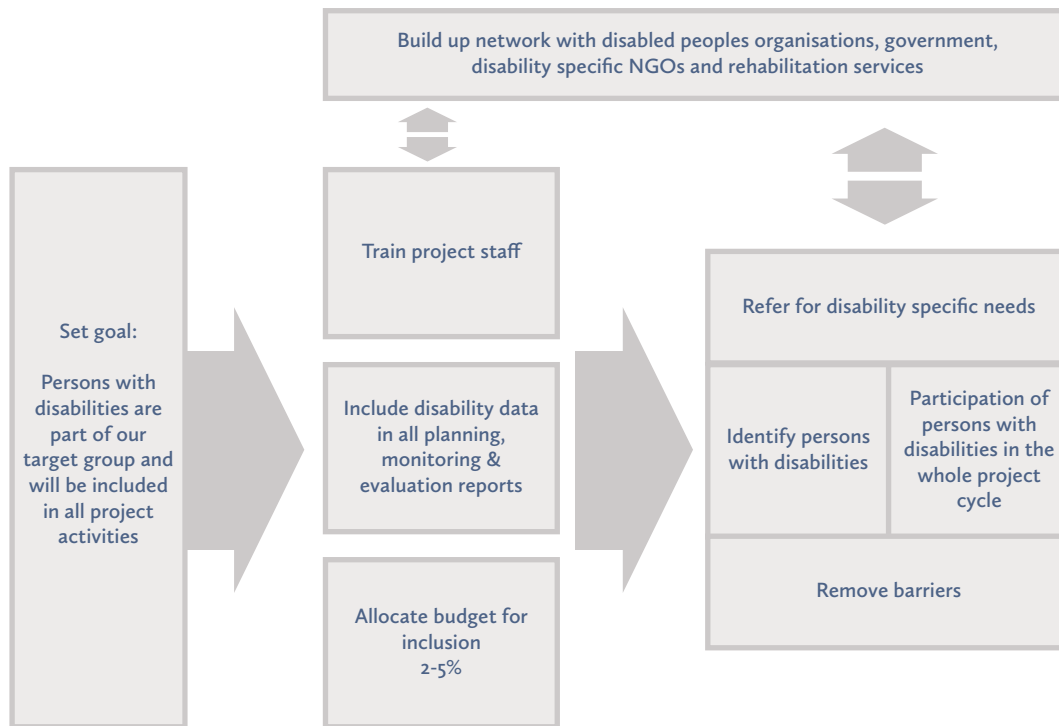 Build up network with disabled peoples organisations, government,
disability specific NGOs and rehabilitation services
Set goal:
Persons with
disabilities are
part of our
target group and
will be included
in all project
activities
Train project staff
Include disability data
in all planning,
monitoring &
evaluation reports
Allocate budget for
inclusion
2-5%
Refer for disability specific needs
Identify persons
with disabilities
Participation of
persons with
disabilities in the
whole project
cycle
Remove barriers